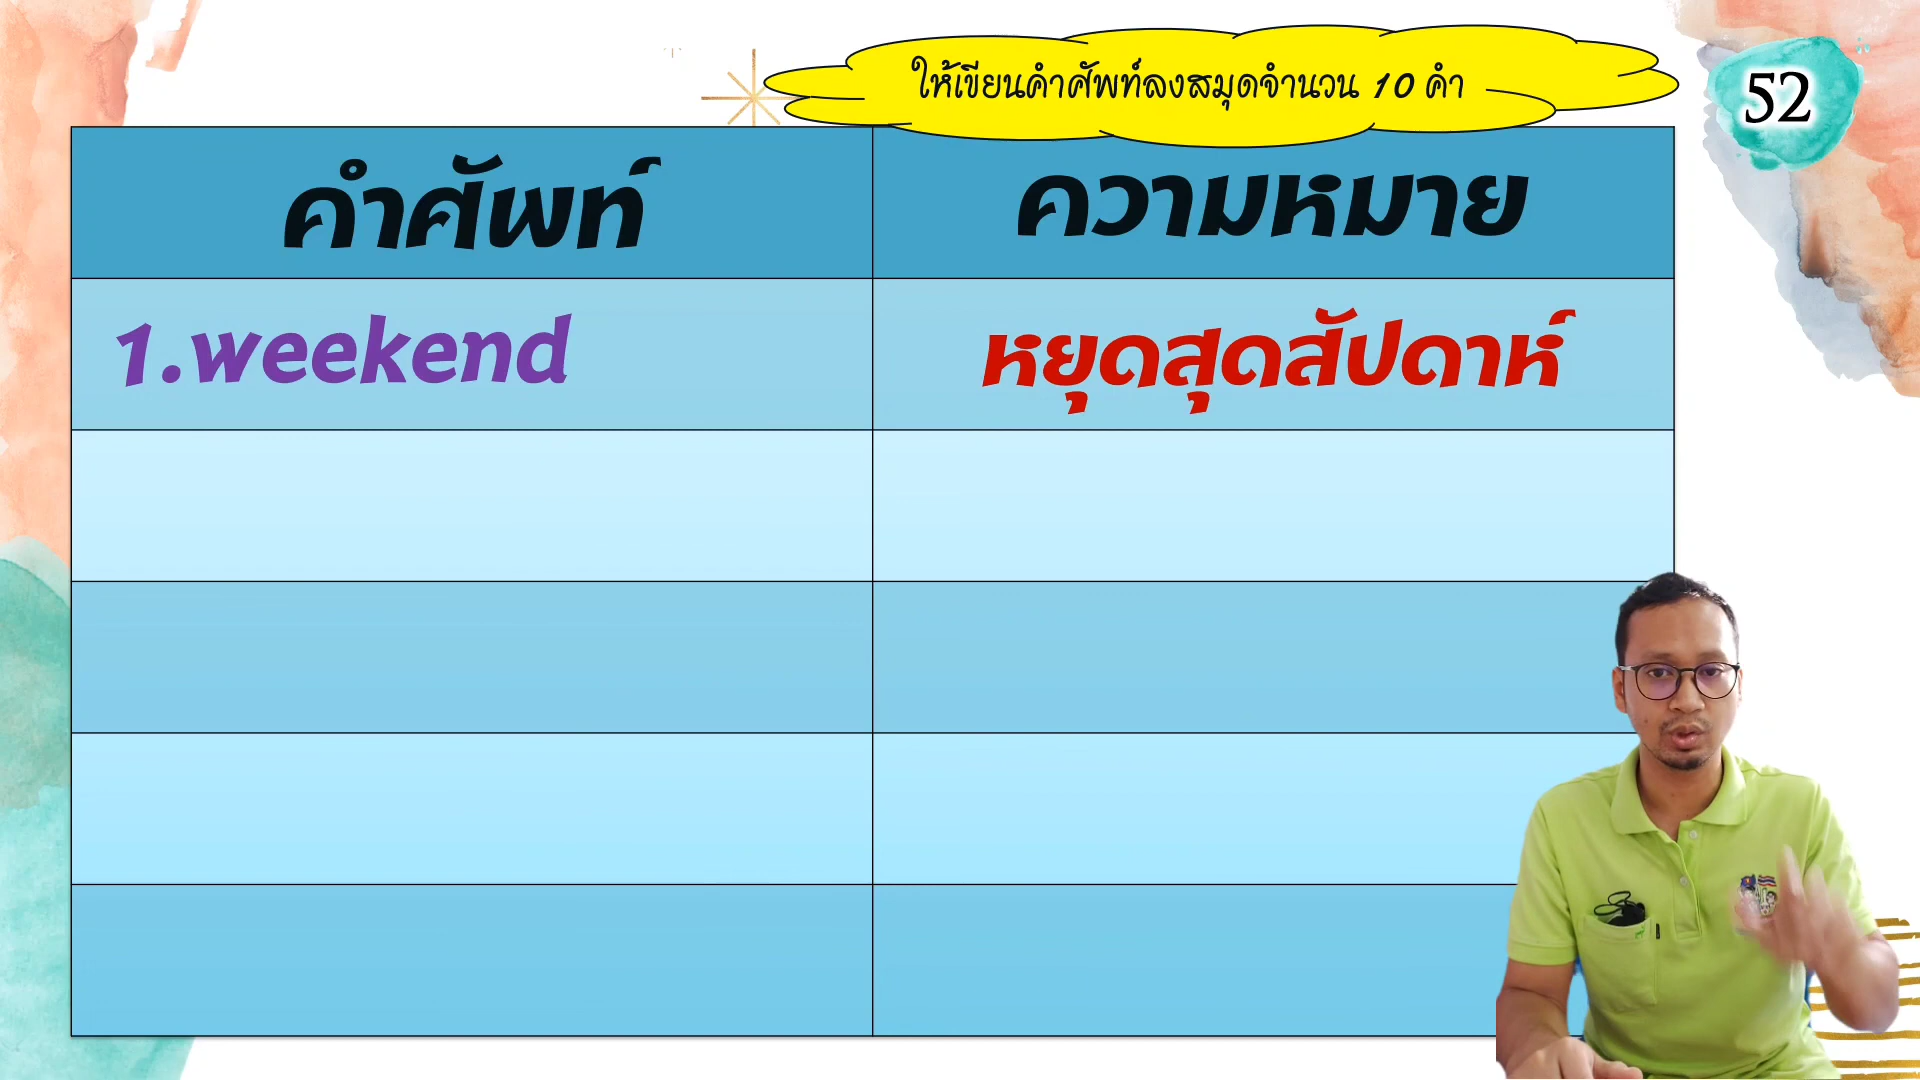 ให้เขียนคำศัพท์ลงสมุดจำนวน 10 คำ
52
คำศัพท์
ความหมาย
1.weekend
หยุดสุดสัปดาห์